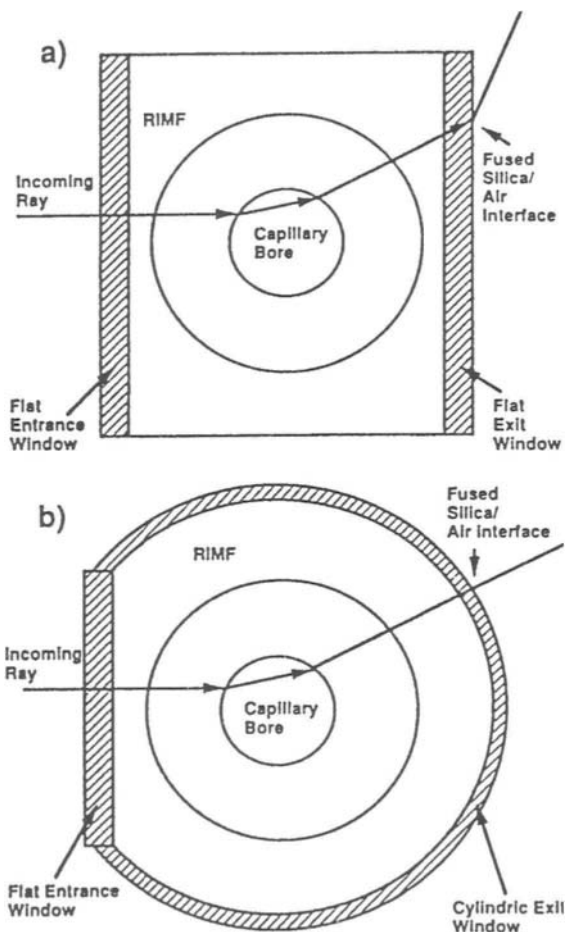 a)
RIMF
Incoming
Ray
Capillary
Bore
Fused
Silica/
Air
Interface
Flat
Entrance
Window
Flat
Exit
Window
b)
Fused
Silica/
Air Interface
RIMF
Incoming
Ray
Capillary
Bore
Flat Entrance
Window
Cylindric Exit
Window